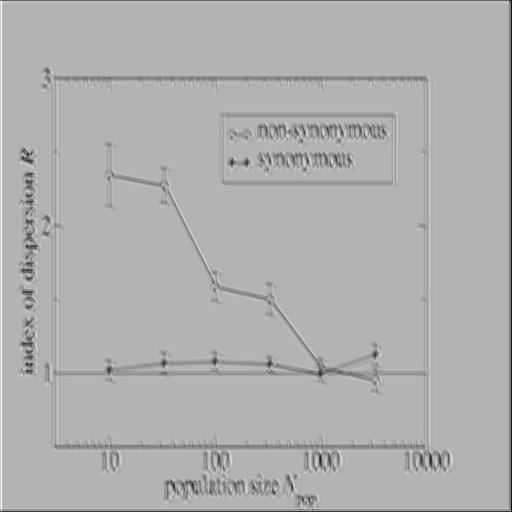 3
non-synonymous
synonymous
2
index of dispersion R
1
10 100 1000 10000
population size N
pop